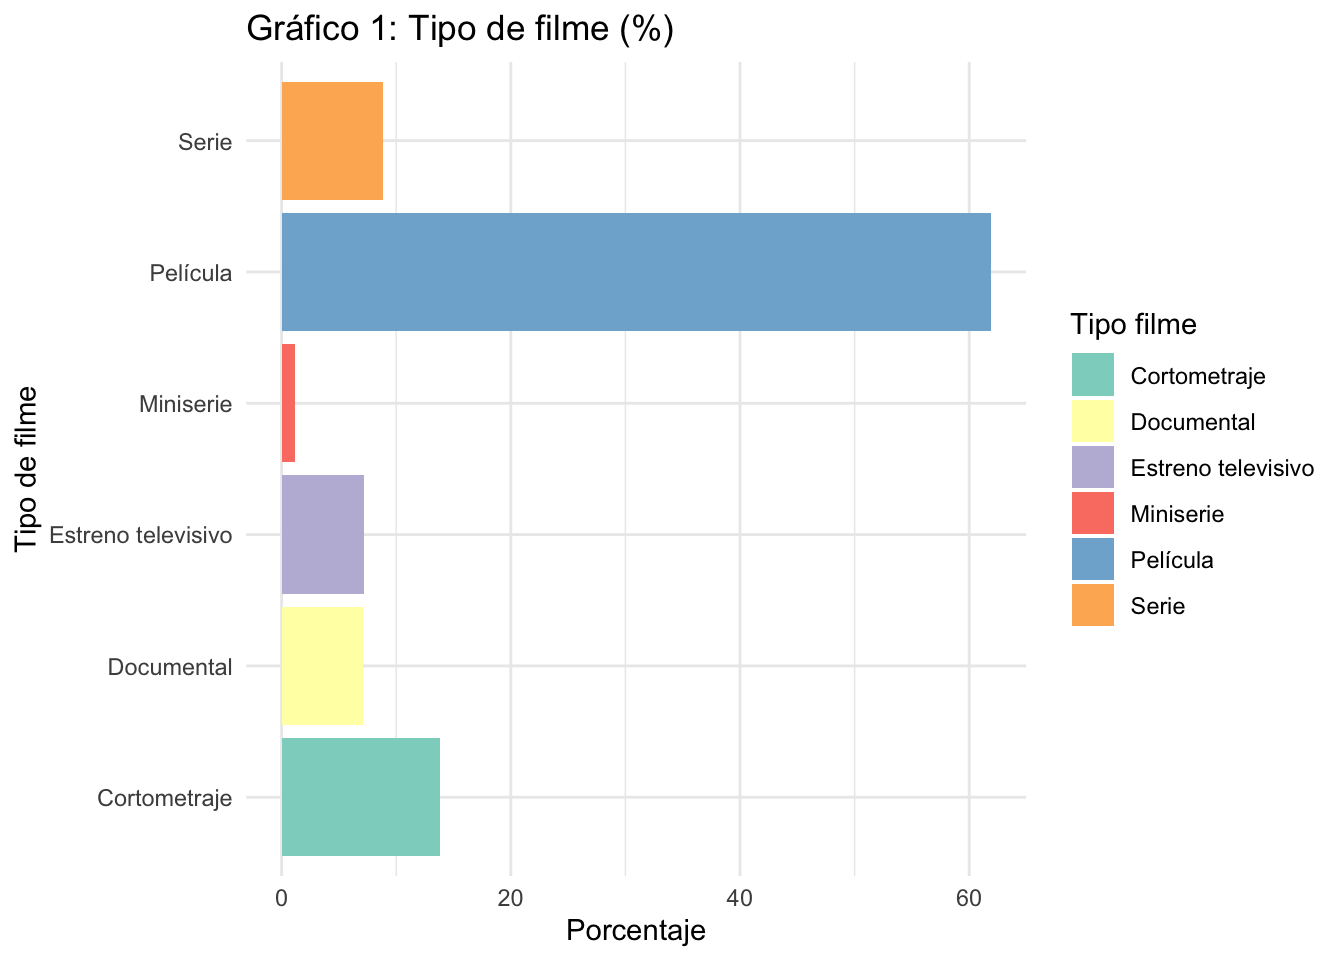 Gráfico 1: Tipo de filme (%)
Tipo de filme
Serie
Película
Miniserie
Estreno televisivo
Documental
Cortometraje
0 20 40 60
Porcentaje
Tipo filme
Cortometraje
Documental
Estreno televisivo
Miniserie
Película
Serie